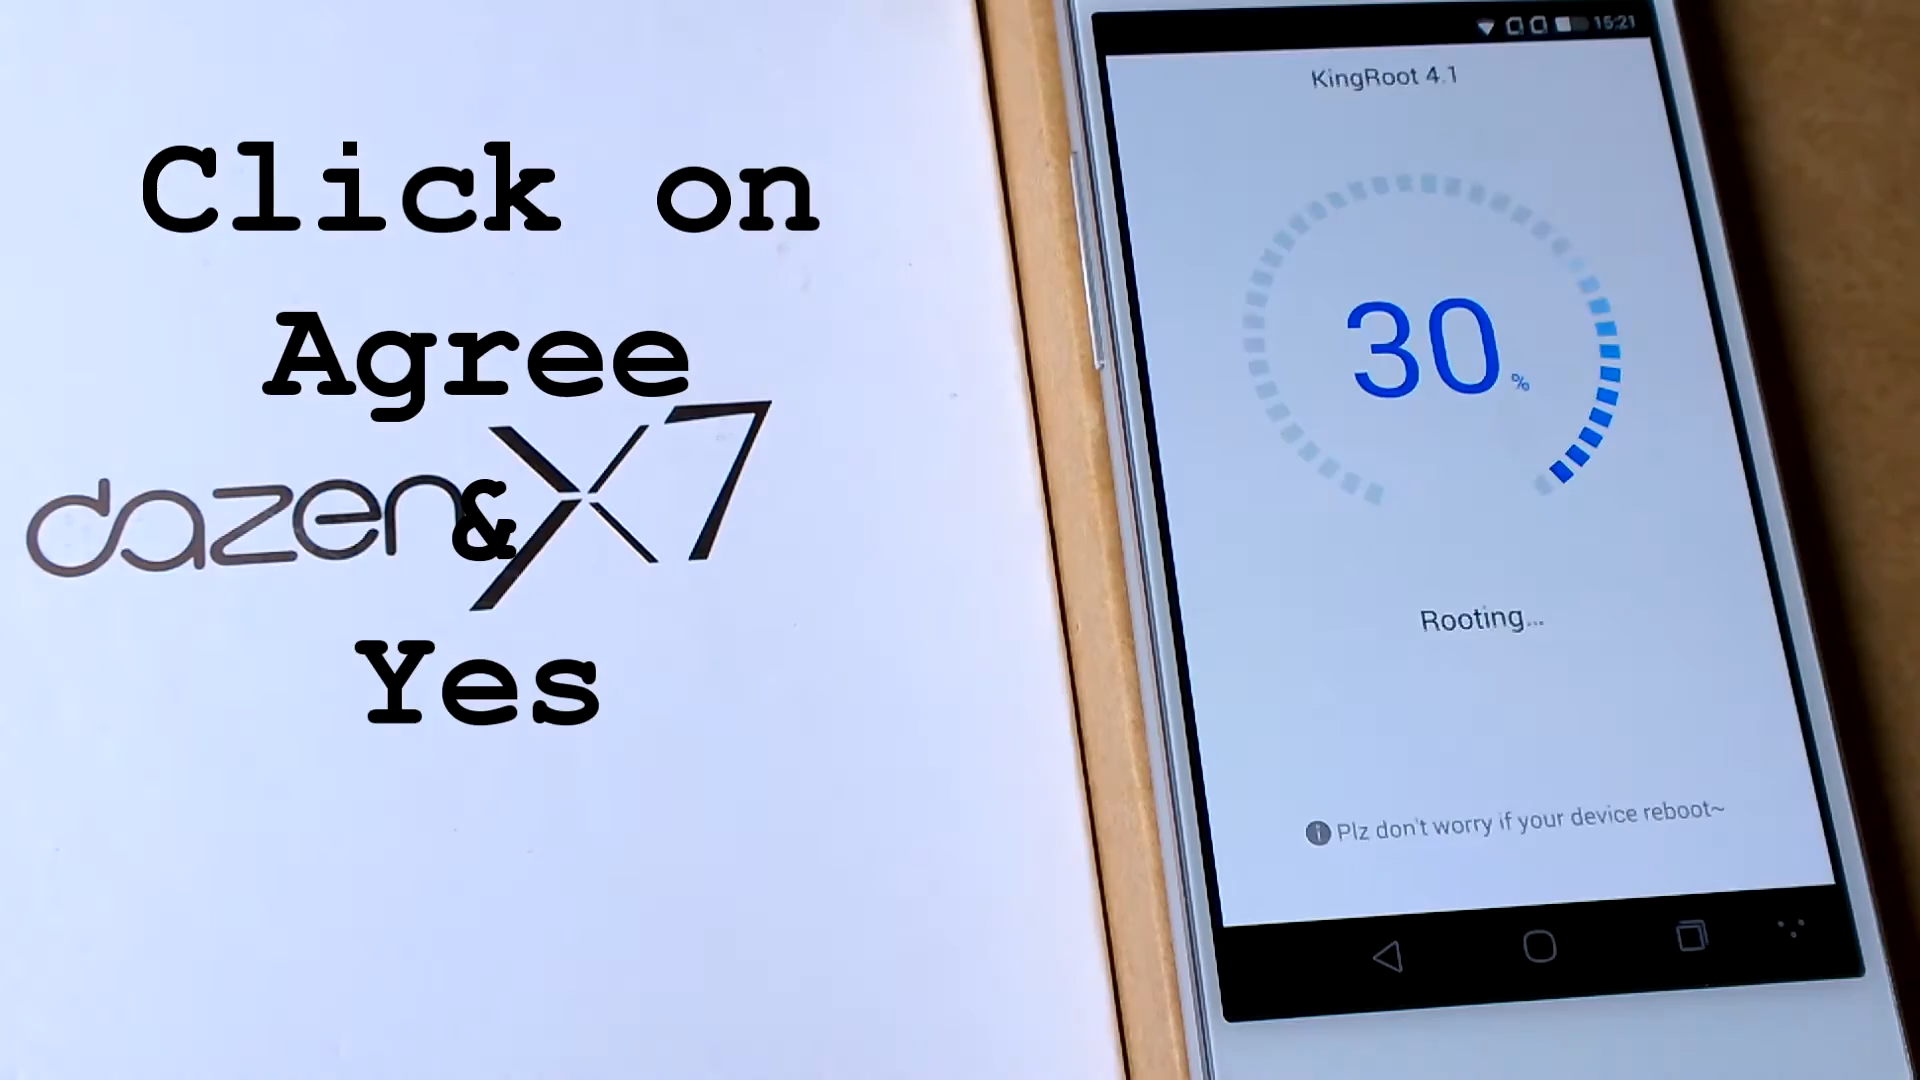 Click on
Agree
&
Yes
dazen X7
15:21
KingRoot 4.1
30%
Rooting...
Plz don't worry if your device reboot~